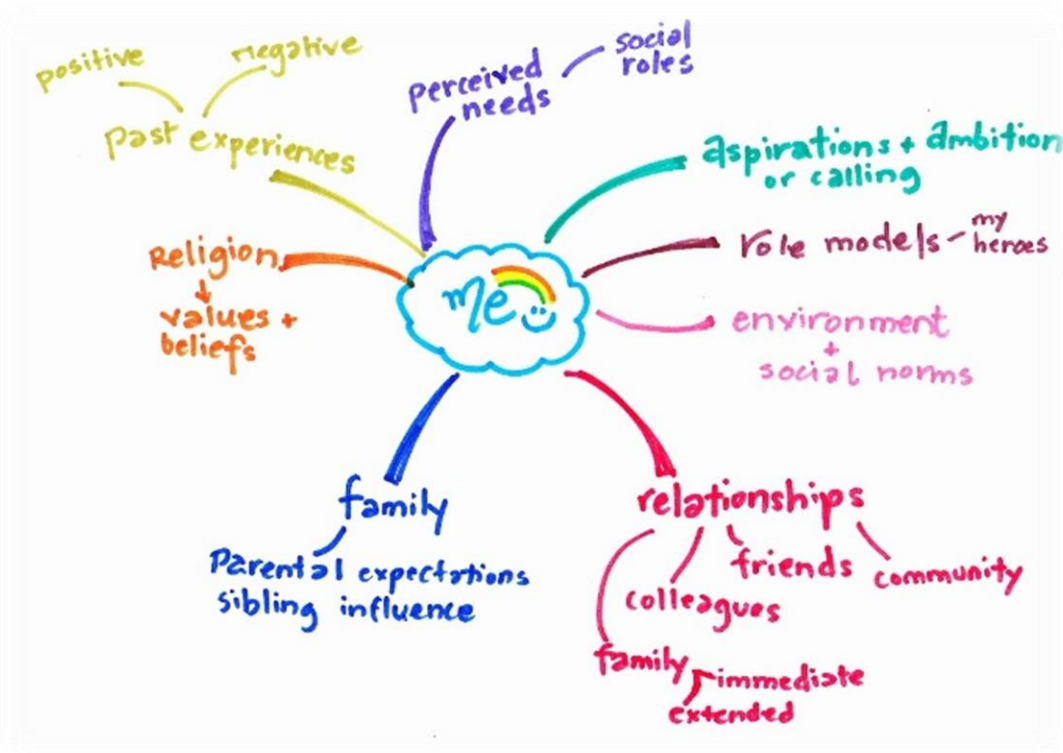 positive
negative
past experiences
perceived
needs
social
roles
aspirations + ambition
or calling
role models - my
heroes
environment
+
social norms
Religion
values +
beliefs
me
family
Parental expectations
sibling influence
relationships
friends
community
colleagues
family
immediate
extended